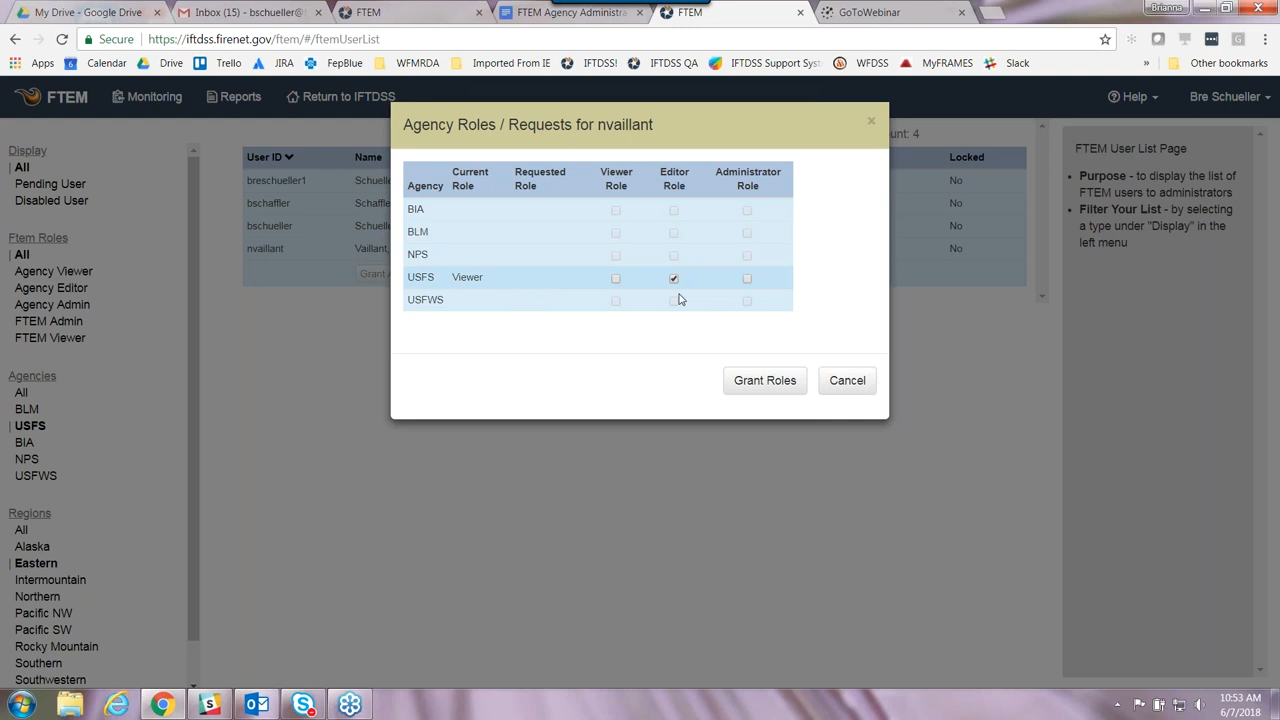 My Drive - Google Drive
Inbox (15) - bschueller@f
FTEM
FTEM Agency Administra
FTEM
GoToWebinar
Brianna
Secure https://iftdss.firenet.gov/ftem/#/ftemUserList
Apps Calendar Drive Trello JIRA FepBlue WFMRDA Imported From IE IFTDSS! IFTDSS QA IFTDSS Support Syst WFDSS MyFRAMES Slack » Other bookmarks
FTEM Monitoring Reports Return to IFTDSS Help Bre Schueller
Agency Roles / Requests for nvaillant ×
Agency Current Role Requested Role Viewer Role Editor Role Administrator Role
BIA
BLM
NPS
USFS Viewer
USFWS
Grant Roles Cancel
Display
All
Pending User
Disabled User
Ftem Roles
All
Agency Viewer
Agency Editor
Agency Admin
FTEM Admin
FTEM Viewer
Agencies
All
BLM
USFS
BIA
NPS
USFWS
Regions
All
Alaska
Eastern
Intermountain
Northern
Pacific NW
Pacific SW
Rocky Mountain
Southern
Southwestern
ount: 4
User ID Name Locked
breschueller1 Schuelle No
bschaffler Schaffle No
bschueller Schuelle No
nvaillant Vaillant, No
Grant A
FTEM User List Page
Purpose - to display the list
of FTEM users to administrators
Filter Your List - by selecting
a type under "Display" in the
left menu
10:53 AM
6/7/2018